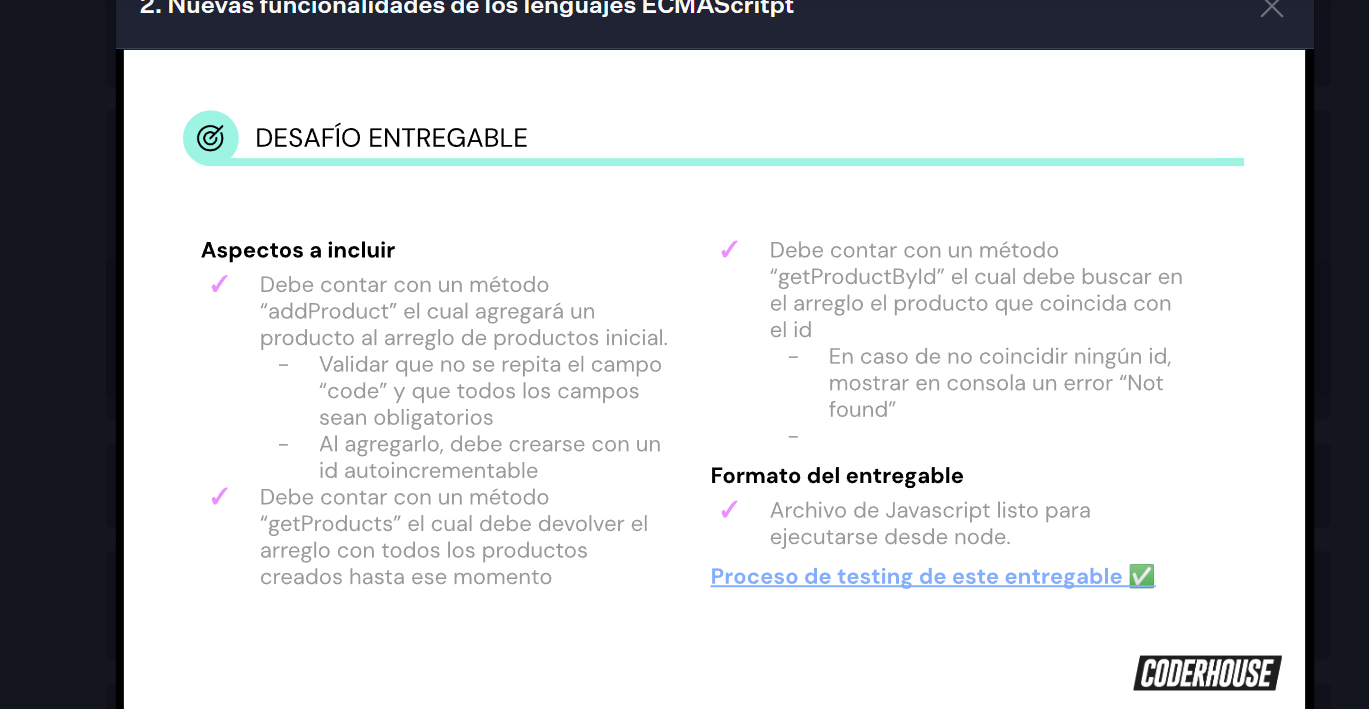 2. Nuevas funcionalidades de los lenguajes ECMAScritpt
DESAFÍO ENTREGABLE
Aspectos a incluir
✓ Debe contar con un método
“addProduct” el cual agregará un
producto al arreglo de productos inicial.
- Validar que no se repita el campo
“code” y que todos los campos
sean obligatorios
- Al agregarlo, debe crearse con un
id autoincrementable
✓ Debe contar con un método
“getProducts” el cual debe devolver el
arreglo con todos los productos
creados hasta ese momento
✓ Debe contar con un método
“getProductById” el cual debe buscar en
el arreglo el producto que coincida con
el id
- En caso de no coincidir ningún id,
mostrar en consola un error “Not
found”
-
Formato del entregable
✓ Archivo de Javascript listo para
ejecutarse desde node.
Proceso de testing de este entregable ✅
CODERHOUSE